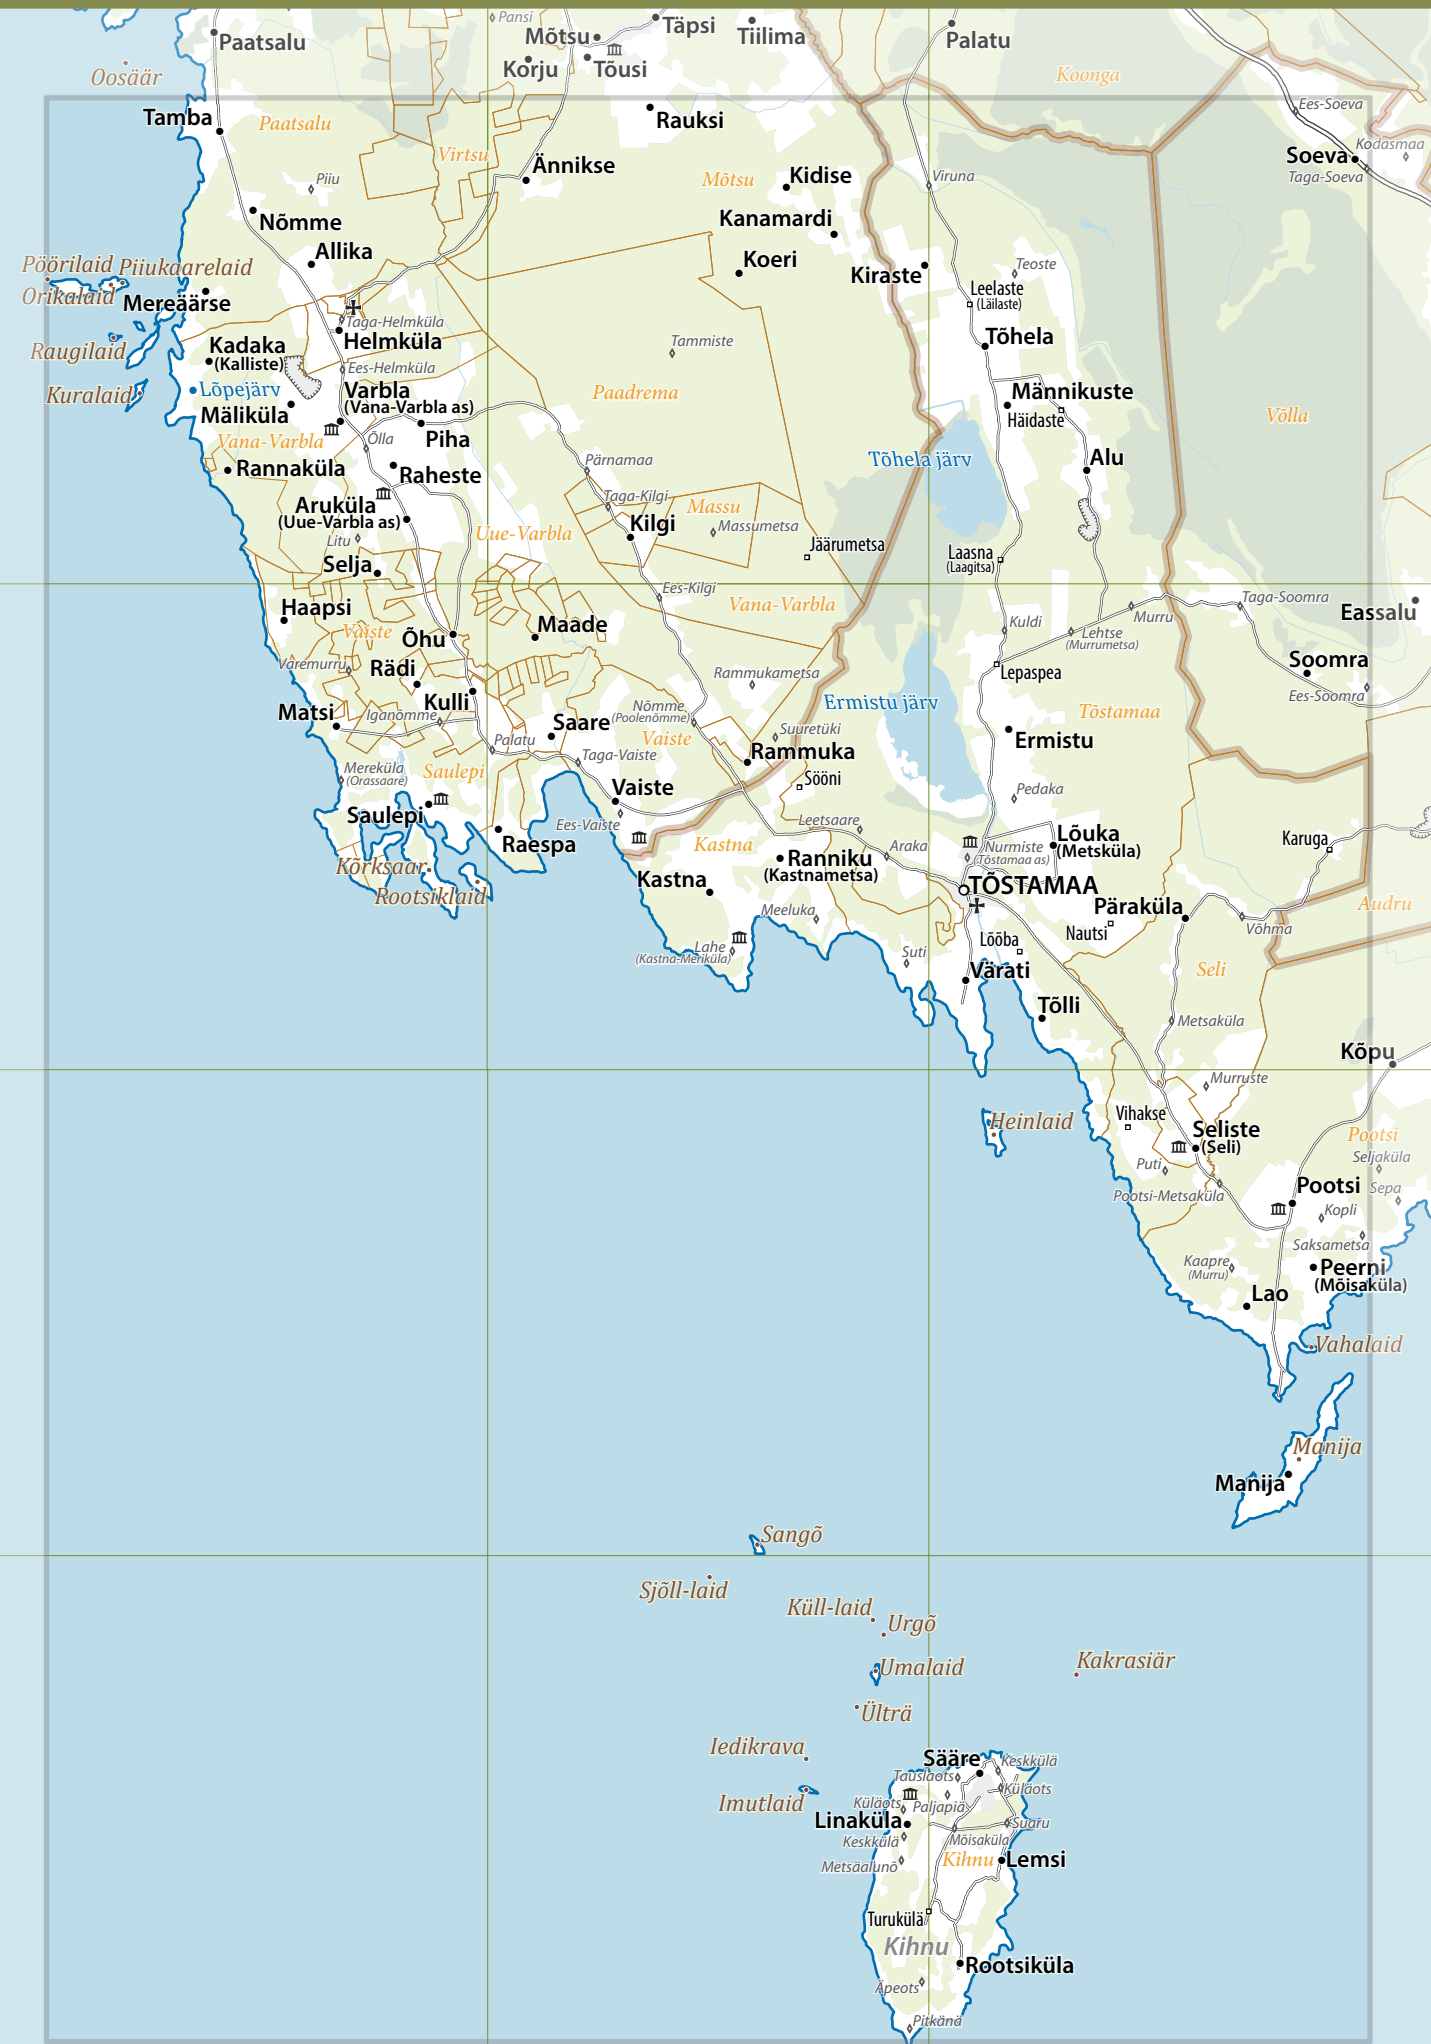 Pansi
Täpsi
Mõtsu
Tiilima
Palatu
Paatsalu
Korju
Tõusi
Oosäär
Koonga
Ees-Soeva
Tamba
Paatsalu
Rauksi
Virtsu
Kodasmaa
Soeva
Taga-Soeva
Ännikse
Mõtsu
Kidise
Viruna
Piiu
Nõmme
Kanamardi
Allika
Koeri
Kiraste
Teoste
Pöörilaid
Piiukaarelaid
Orikalaid
Mereäärse
Leelaste
(Läilaste)
Taga-Helmküla
Helmküla
Tõhela
Raugilaid
Kadaka
(Kalliste)
Tammiste
Ees-Helmküla
Kuralaid
Lõpejärv
Varbla
(Vana-Varbla as)
Paadrema
Männikuste
Häidaste
Võlla
Mäliküla
Vana-Varbla
Õlla
Piha
Tõhela järv
Alu
Rannaküla
Raheste
Pärnamaa
Aruküla
(Uue-Varbla as)
Taga-Kilgi
Massu
Litu
Uue-Varbla
Kilgi
Massumetsa
Jäärumetsa
Laasna
(Laagitsa)
Selja
Ees-Kilgi
Taga-Soomra
Haapsi
Vana-Varbla
Murru
Eassalu
Vaiste
Õhu
Maade
Kuldi
Lehtse
(Murrumetsa)
Varemurru
Rädi
Rammukametsa
Lepaspea
Soomra
Ees-Soomra
Kulli
Ermistu järv
Matsi
Iganõmme
Nõmme
(Poolenõmme)
Saare
Vaiste
Suuretüki
Tõstamaa
Palatu
Taga-Vaiste
Rammuka
Ermistu
Mereküla
(Orassaare)
Saulepi
Sööni
Vaiste
Pedaka
Saulepi
Ees-Vaiste
Leetsaare
Raespa
Kastna
Araka
Nurmiste
(Tõstamaa as)
Lõuka
(Metsküla)
Karuga
Kõrksaar
Ranniku
(Kastnametsa)
Rootsiklaid
Kastna
TÕSTAMAA
Päraküla
Audru
Meeluka
Nautsi
Võhma
Lahe
(Kastna-Meriküla)
Suti
Lõõba
Värati
Seli
Tõlli
Metsaküla
Kõpu
Murruste
Heinlaid
Vihakse
Seliste
(Seli)
Pootsi
Seljaküla
Puti
Pootsi-Metsaküla
Pootsi
Sepa
Kopli
Saksametsa
Kaapre
(Murru)
Peerni
(Mõisaküla)
Lao
Vahalaid
Manija
Manija
Sangõ
Sjõll-laid
Küll-laid
Urgõ
Umalaid
Kakrasiär
Ülträ
Iedikrava
Sääre
Keskkülä
Tauslaots
Küläots
Imutlaid
Küläots
Paljapiä
Linaküla
Suaru
Keskkülä
Mõisaküla
Metsäalunõ
Kihnu
Lemsi
Turukülä
Kihnu
Rootsiküla
Äpeots
Pitkänä